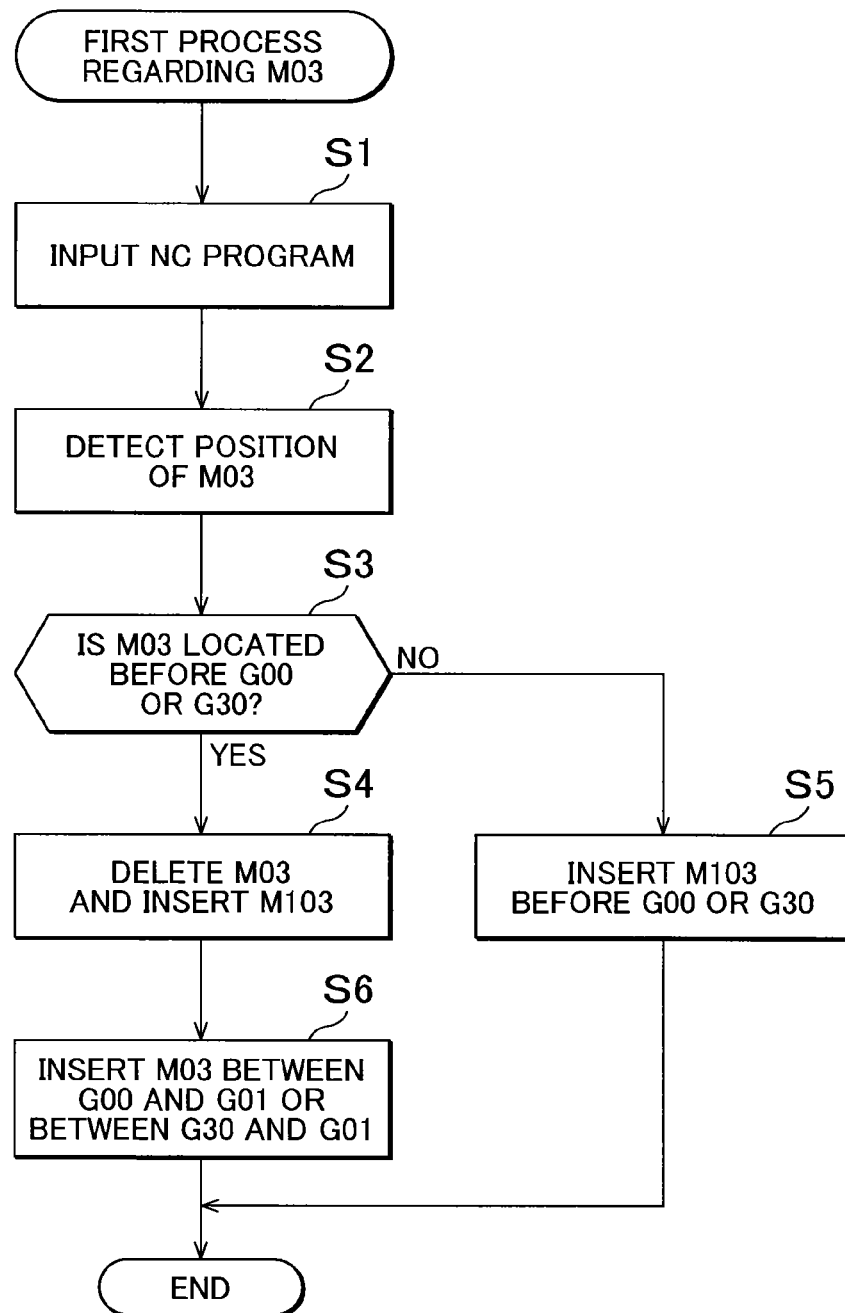 FIRST PROCESS
REGARDING M03
S1
INPUT NC PROGRAM
S2
DETECT POSITION
OF M03
S3
IS M03 LOCATED
BEFORE G00
OR G30?
NO
YES
S4
DELETE M03
AND INSERT M103
S5
INSERT M103
BEFORE G00 OR G30
S6
INSERT M03 BETWEEN
G00 AND G01 OR
BETWEEN G30 AND G01
END